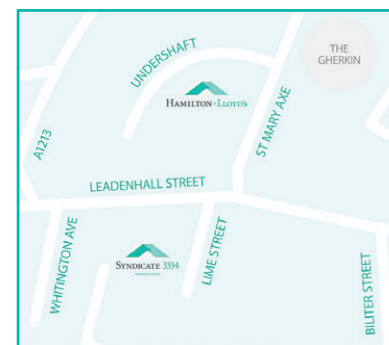 UNDERSHAFT
THE
GHERKIN
HAMILTON-LLOYD'S
ST MARY AXE
A1213
LEADENHALL STREET
WHITINGTON AVE
SYNDICATE 3334
LIME STREET
BILITER STREET